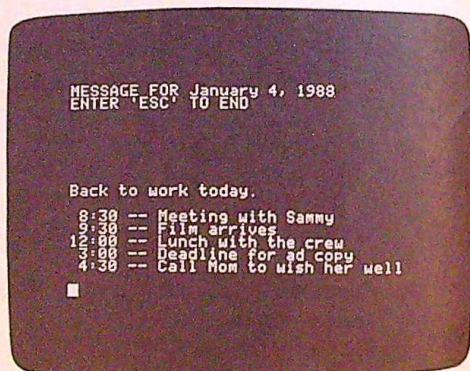 MESSAGE FOR January 4, 1988
ENTER 'ESC' TO END
Back to work today.
8:30 -- Meeting with Sammy
9:30 -- Film arrives
12:00 -- Lunch with the crew
3:00 -- Deadline for ad copy
4:30 -- Call Mom to wish her well